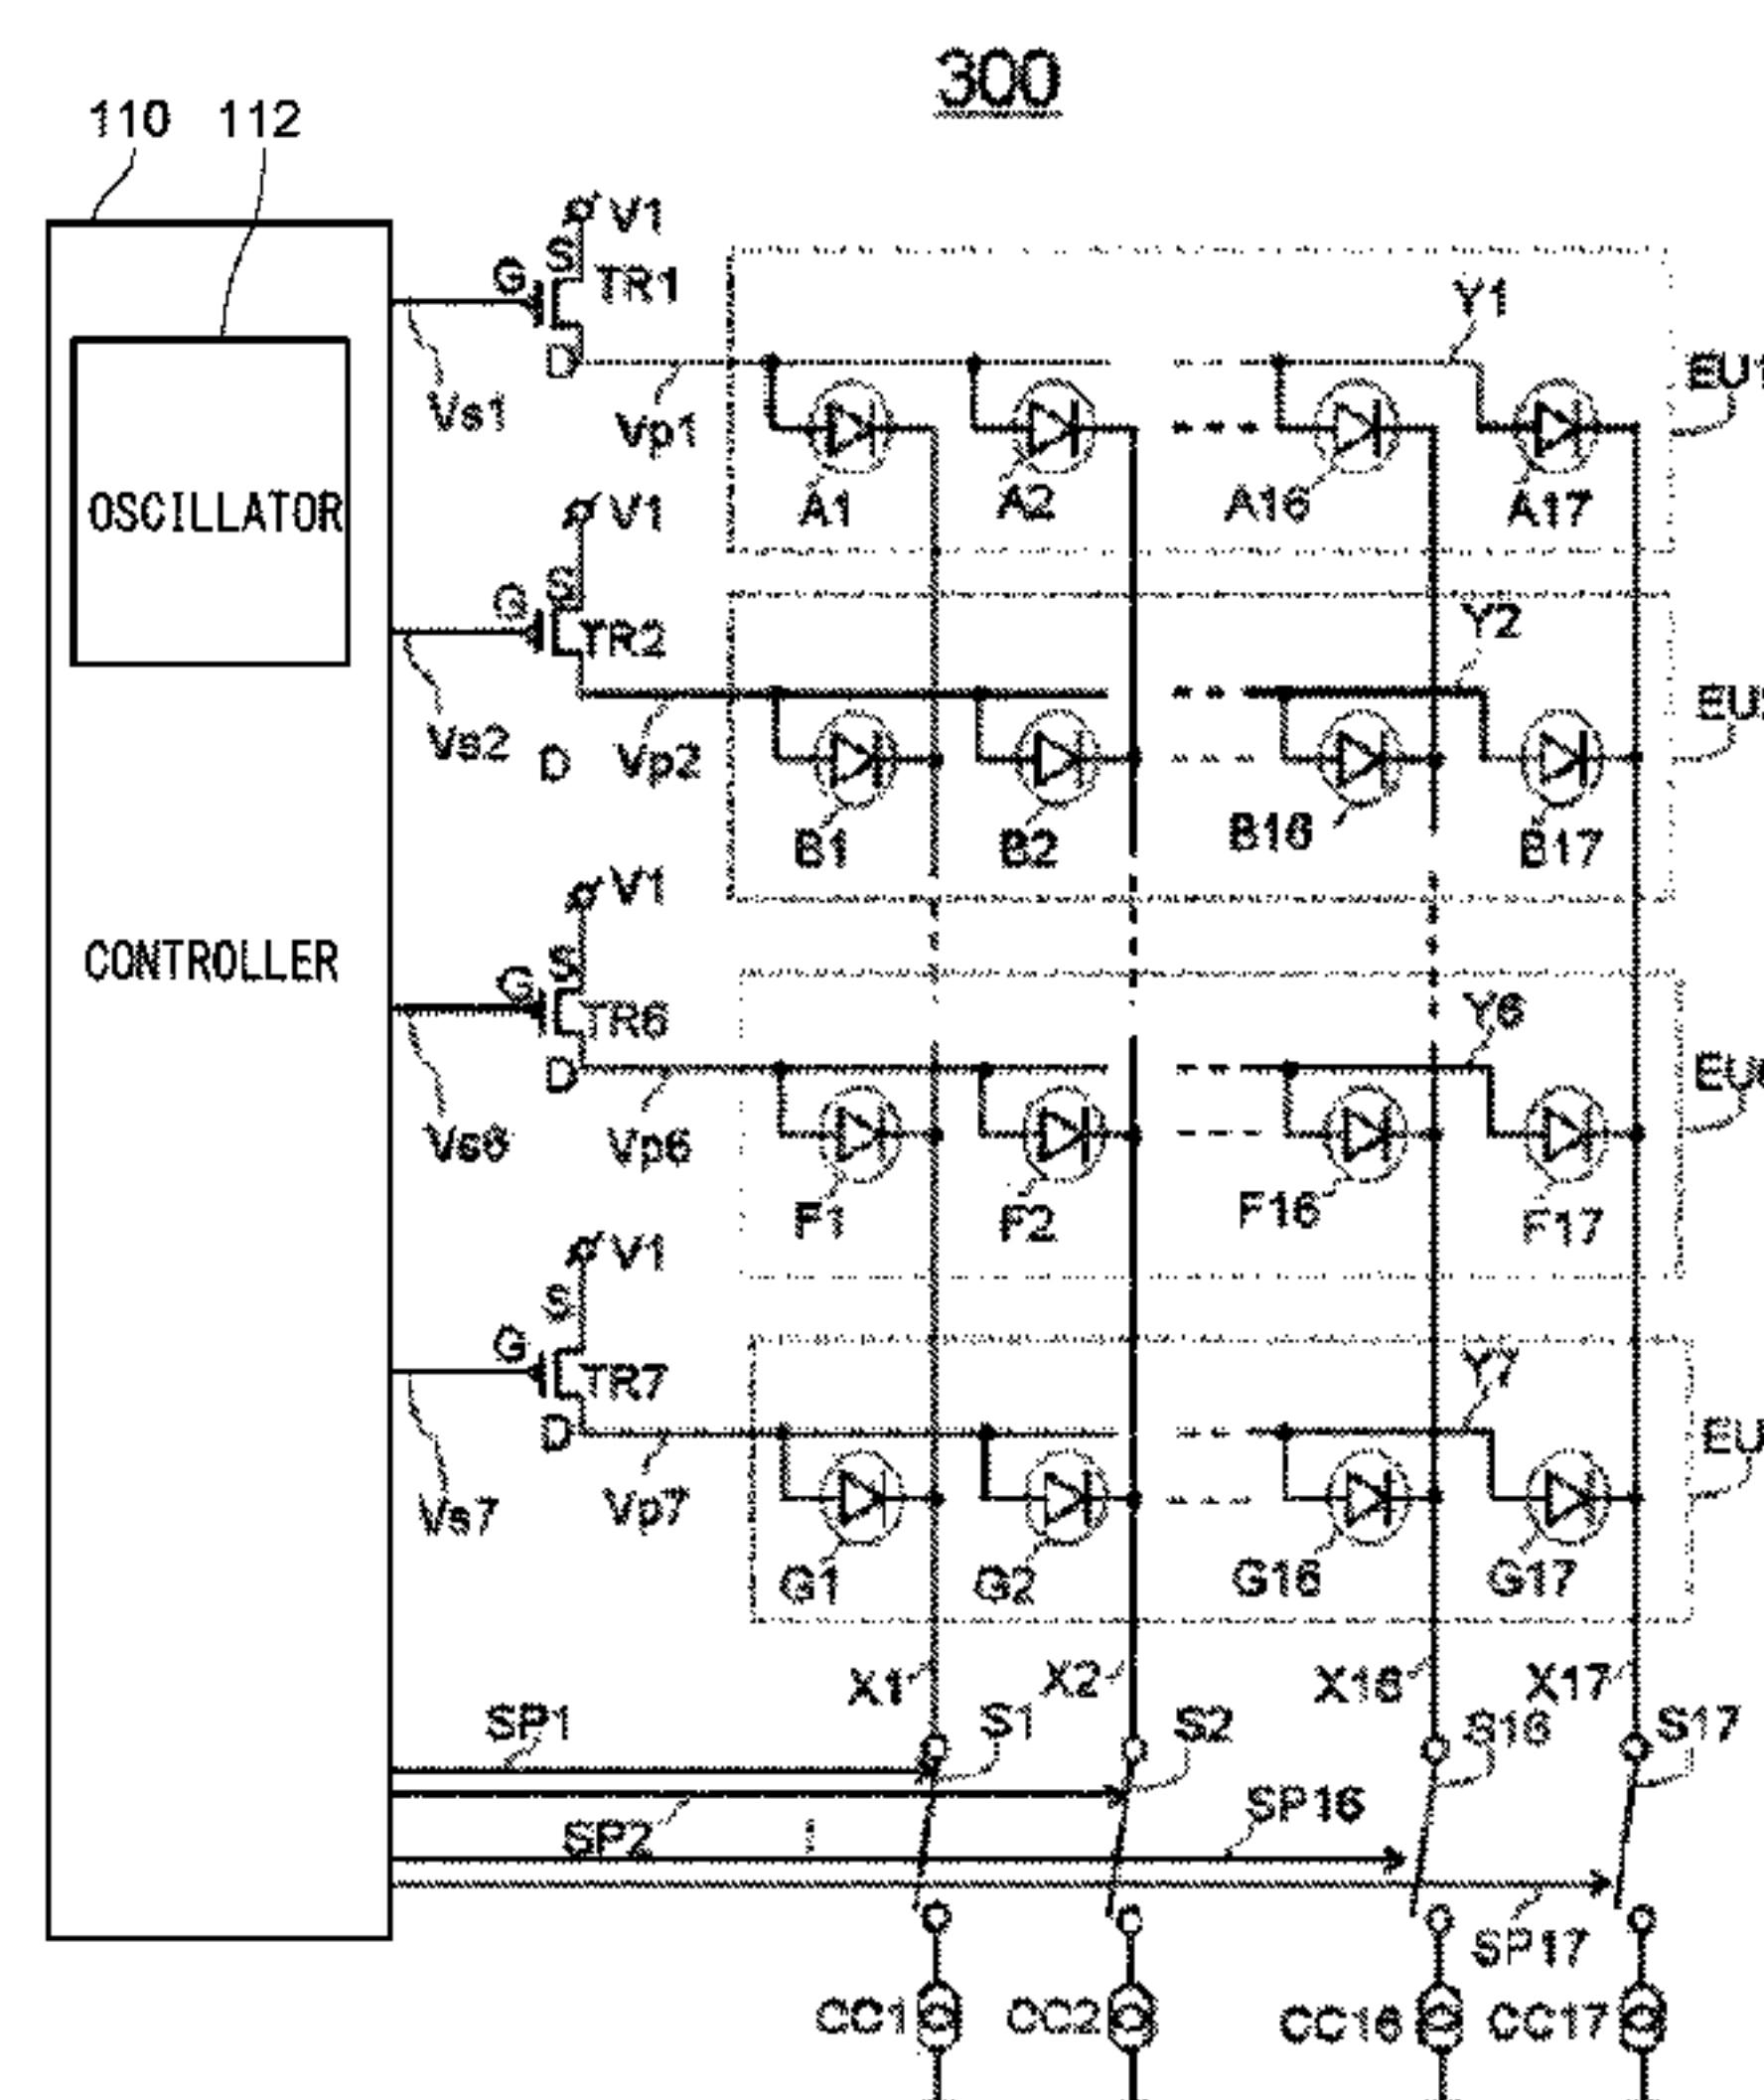 300
110 112
V1
S
G TR1
D
Vs1 Vp1 Y1
EU1
A1 A2 A16 A17
OSCILLATOR
V1
S
G TR2
Y2
Vs2 D Vp2
B1 B2 B16 B17
V1
CONTROLLER
S
G TR6
Y6
D
Vs6 Vp6
F1 F2 F16 F17
V1
S
G TR7
Y7
D
Vs7 Vp7
G1 G2 G16 G17
X1 X2 X16 X17
SP1 S1 S2 S16 S17
SP2 SP16
SP17
CC1 CC2 CC16 CC17